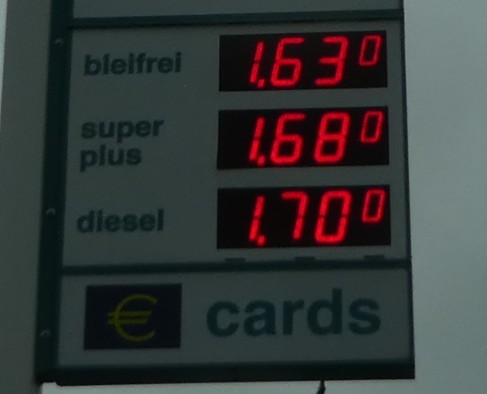 bleifrei 1.63 0
super
plus 1.68 0
diesel 1.70 0
€ cards